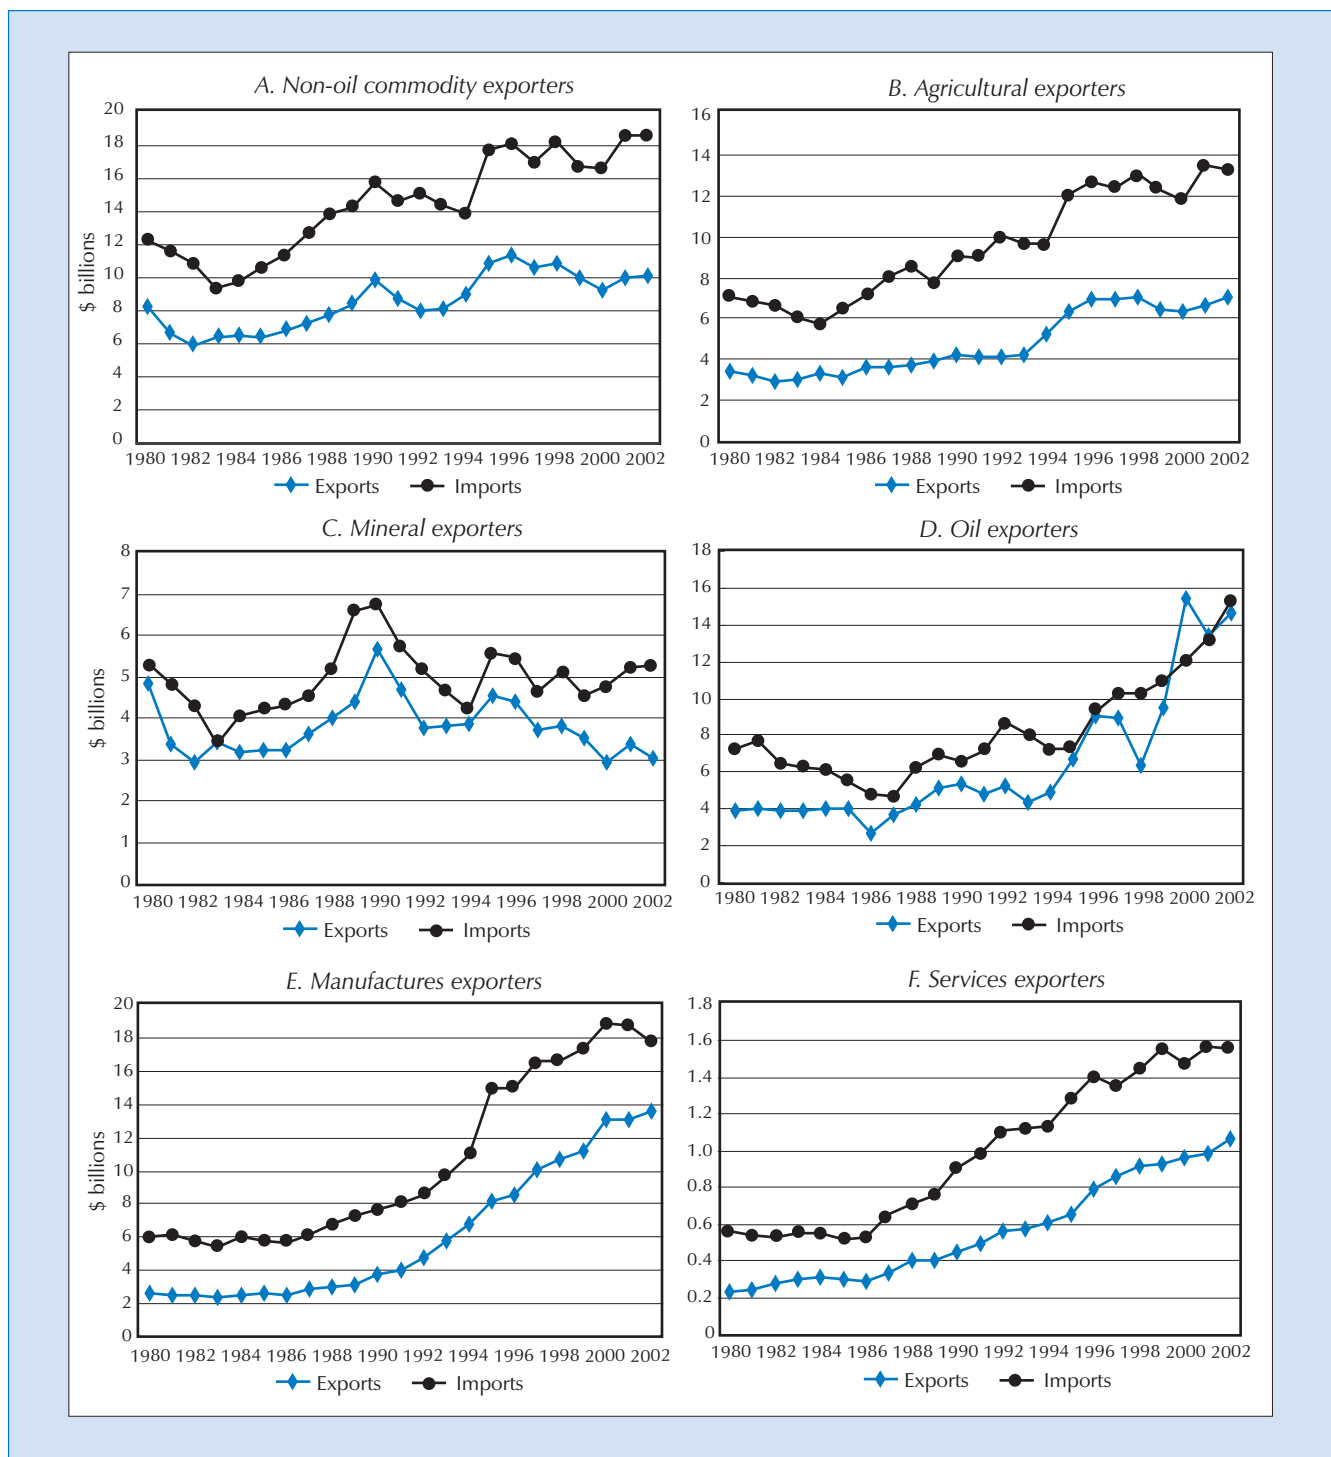 A. Non-oil commodity exporters
20
18
16
14
12
10
8
6
4
2
0
$ billions
1980 1982 1984 1986 1988 1990 1992 1994 1996 1998 2000 2002
Exports Imports
B. Agricultural exporters
16
14
12
10
8
6
4
2
0
1980 1982 1984 1986 1988 1990 1992 1994 1996 1998 2000 2002
Exports Imports
C. Mineral exporters
8
7
6
5
4
3
2
1
0
$ billions
1980 1982 1984 1986 1988 1990 1992 1994 1996 1998 2000 2002
Exports Imports
D. Oil exporters
18
16
14
12
10
8
6
4
2
0
1980 1982 1984 1986 1988 1990 1992 1994 1996 1998 2000 2002
Exports Imports
E. Manufactures exporters
20
18
16
14
12
10
8
6
4
2
0
$ billions
1980 1982 1984 1986 1988 1990 1992 1994 1996 1998 2000 2002
Exports Imports
F. Services exporters
1.8
1.6
1.4
1.2
1.0
0.8
0.6
0.4
0.2
0
1980 1982 1984 1986 1988 1990 1992 1994 1996 1998 2000 2002
Exports Imports